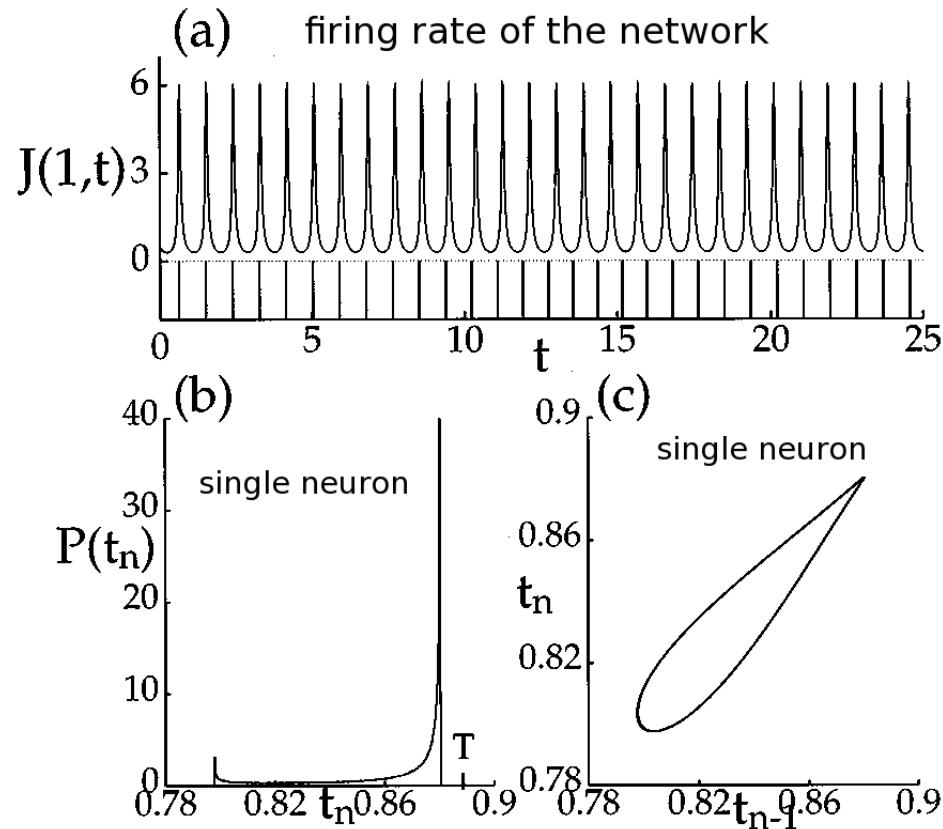 (a) firing rate of the network
6
J(1,t) 3
0
0 5 10 15 20 25
t
(b)
40
single neuron
30
P(tn)
20
10
T
0
0.78 0.82 tn 0.86 0.9
(c)
0.9
single neuron
0.86
tn
0.82
0.78
0.78 0.82 tn-1 0.86 0.9